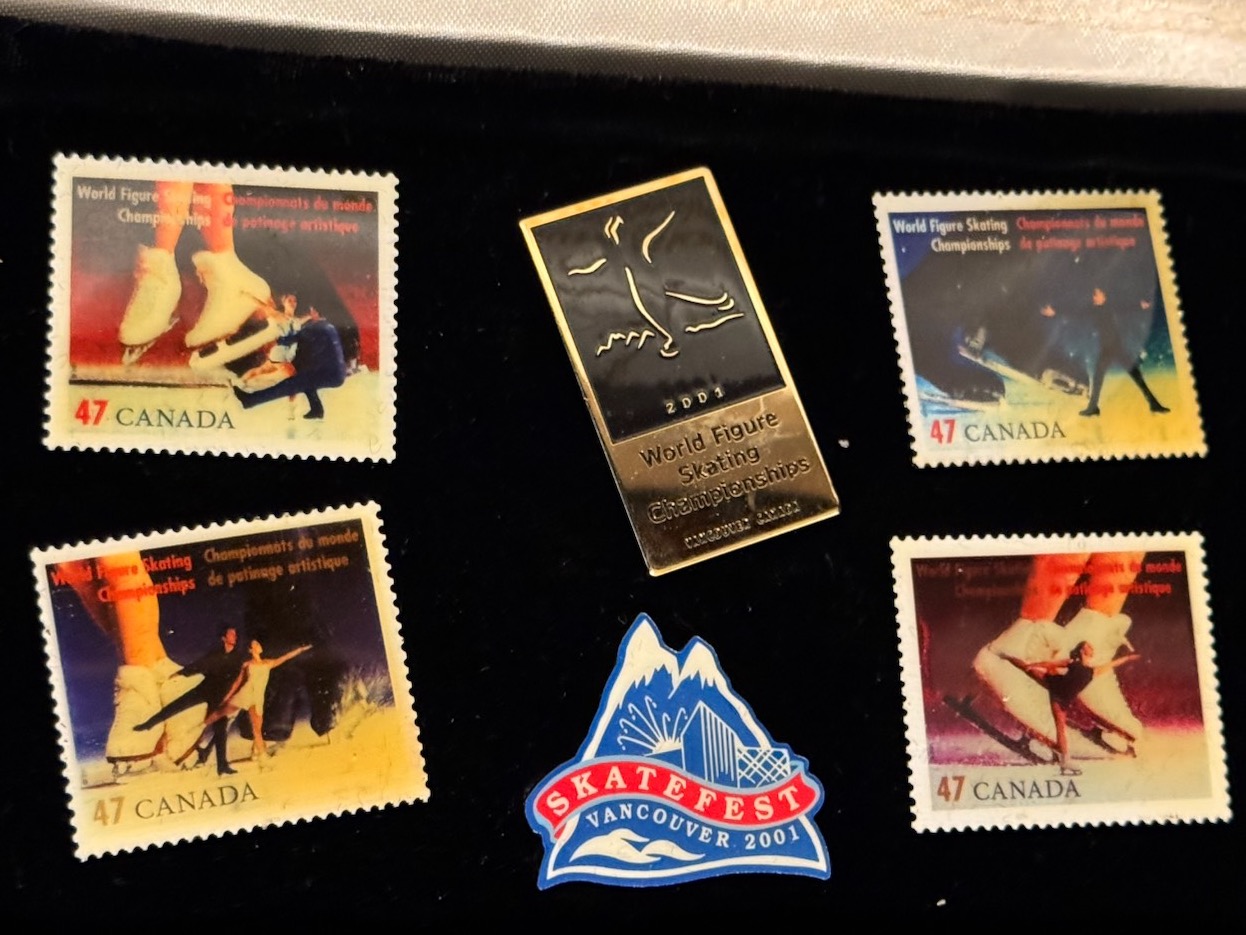 World Figure Skating Championnats du monde
Championships de patinage artistique
47 CANADA
2001
World Figure
Skating
Championships
VANCOUVER CANADA
World Figure Skating Championnats du monde
Championships de patinage artistique
47 CANADA
World Figure Skating Championnats du monde
Championships de patinage artistique
47 CANADA
SKATEFEST
VANCOUVER 2001
World Figure Skating Championnats du monde
Championships de patinage artistique
47 CANADA